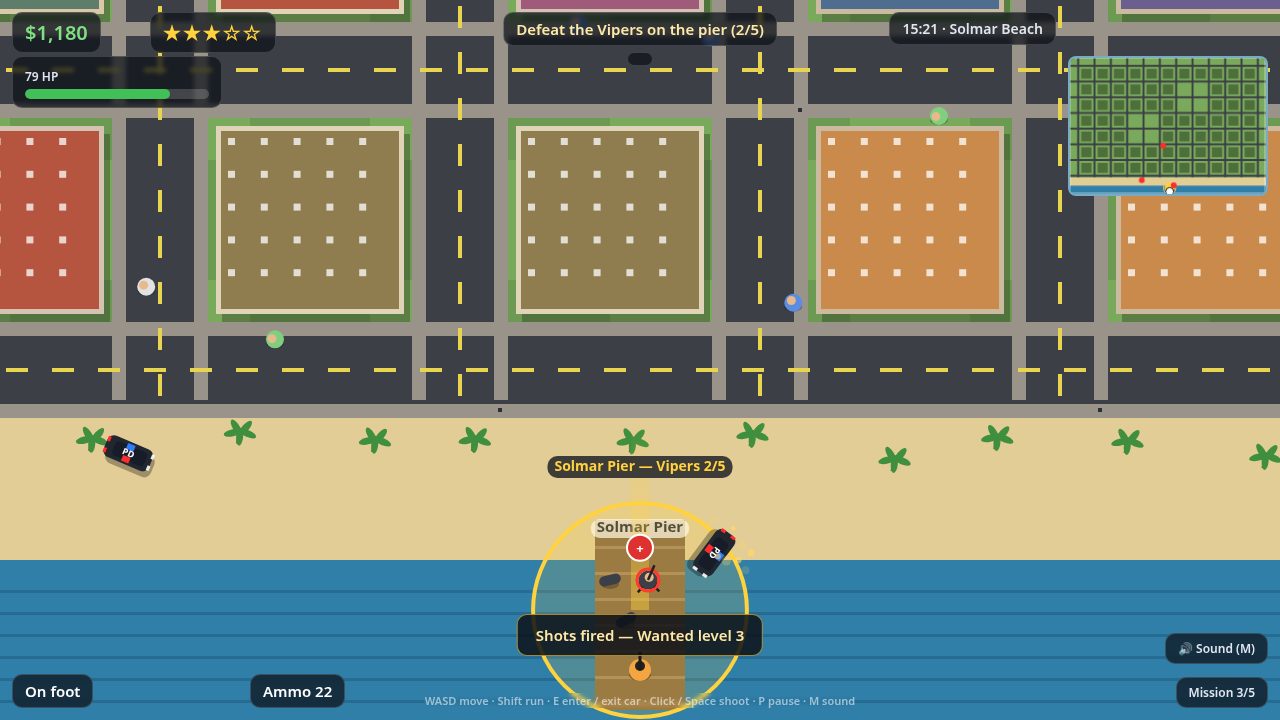 $1,180
★★★☆☆
Defeat the Vipers on the pier (2/5)
15:21 · Solmar Beach
79 HP
PD
Solmar Pier — Vipers 2/5
Solmar Pier
PD
+
Shots fired — Wanted level 3
Sound (M)
On foot
Ammo 22
WASD move · Shift run · E enter / exit car · Click / Space shoot · P pause · M sound
Mission 3/5